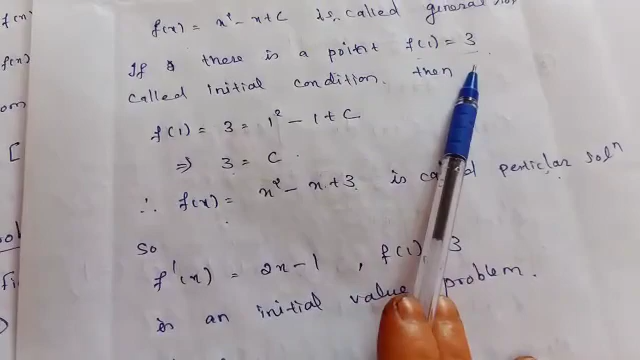 f(x) = x² - x + C is called general solⁿ
If there is a point f(1) = 3
called initial condition. then
f(1) = 3 = 1² - 1 + C
⇒ 3 = C.
∴ f(x) = x² - x + 3 is called perticlar solⁿ
So
f'(x) = 2x - 1 , f(1) 3
is an initial value problem.